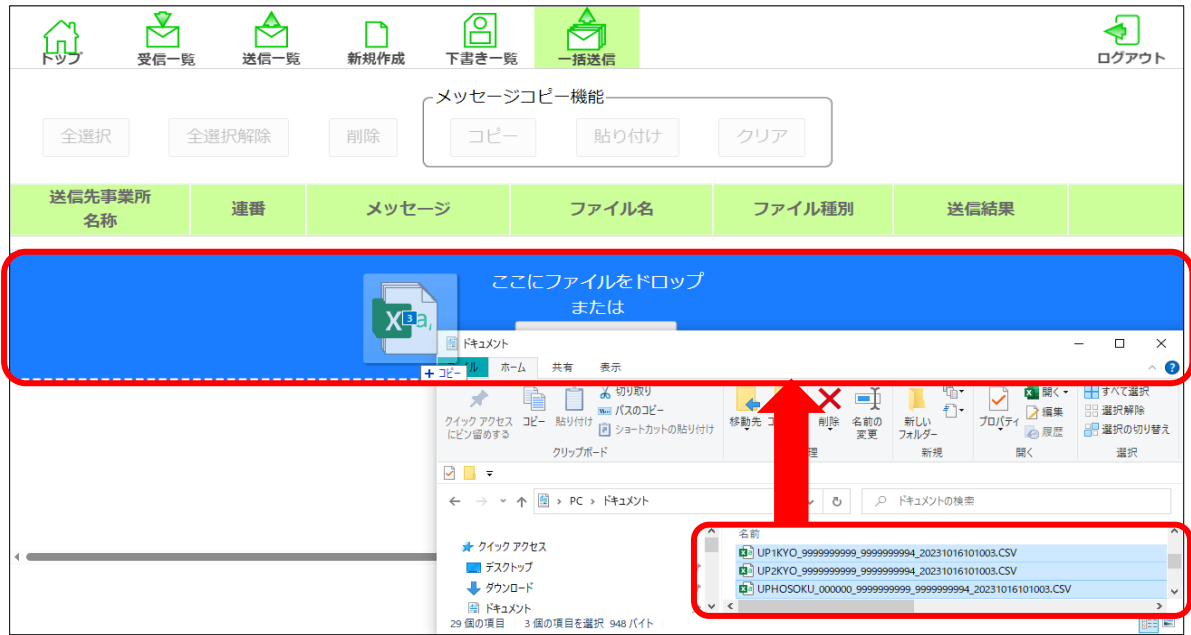 トップ
受信一覧
送信一覧
新規作成
下書き一覧
一括送信
ログアウト
メッセージコピー機能
全選択
全選択解除
削除
コピー
貼り付け
クリア
送信先事業所
名称
連番
メッセージ
ファイル名
ファイル種別
送信結果
ここにファイルをドロップ
または
3
a,
+ コピー
ドキュメント
ル
ホーム
共有
表示
クイック アクセス
にピン留めする
コピー
貼り付け
切り取り
パスのコピー
ショートカットの貼り付け
クリップボード
移動先
削除
名前の
変更
理
新しい
フォルダー
新規
プロパティ
開く
編集
履歴
開く
すべて選択
選択解除
選択の切り替え
選択
PC › ドキュメント
ドキュメントの検索
クイック アクセス
デスクトップ
ダウンロード
ドキュメント
名前
UP1KYO_9999999999_9999999994_20231016101003.CSV
UP2KYO_9999999999_9999999994_20231016101003.CSV
UPHOSOKU_000000_9999999999_9999999994_20231016101003.CSV
29 個の項目
3 個の項目を選択 948 バイト